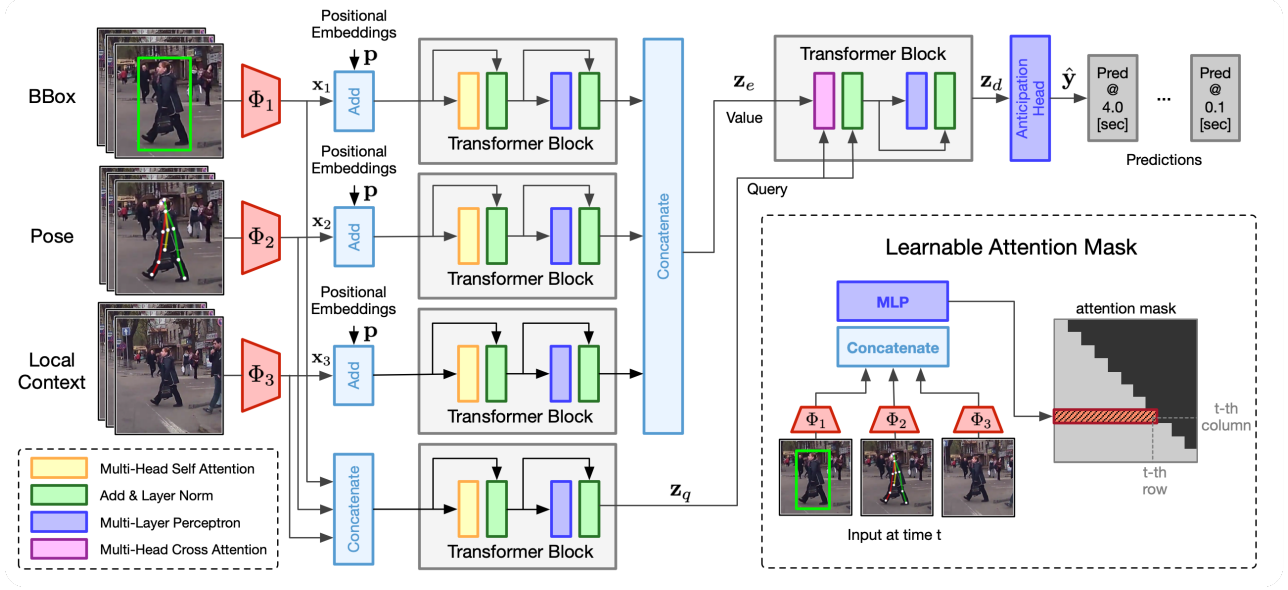 BBox
Φ1
x1
Positional
Embeddings
p
Add
Transformer Block
Pose
Φ2
x2
Positional
Embeddings
p
Add
Transformer Block
Local
Context
Φ3
x3
Positional
Embeddings
p
Add
Transformer Block
Concatenate
Transformer Block
Concatenate
ze
Value
zq
Query
Transformer Block
zd
Anticipation
Head
ŷ
Pred
@
4.0
[sec]
...
Pred
@
0.1
[sec]
Predictions
Multi-Head Self Attention
Add & Layer Norm
Multi-Layer Perceptron
Multi-Head Cross Attention
Learnable Attention Mask
MLP
Concatenate
Φ1
Φ2
Φ3
Input at time t
attention mask
t-th
column
t-th
row